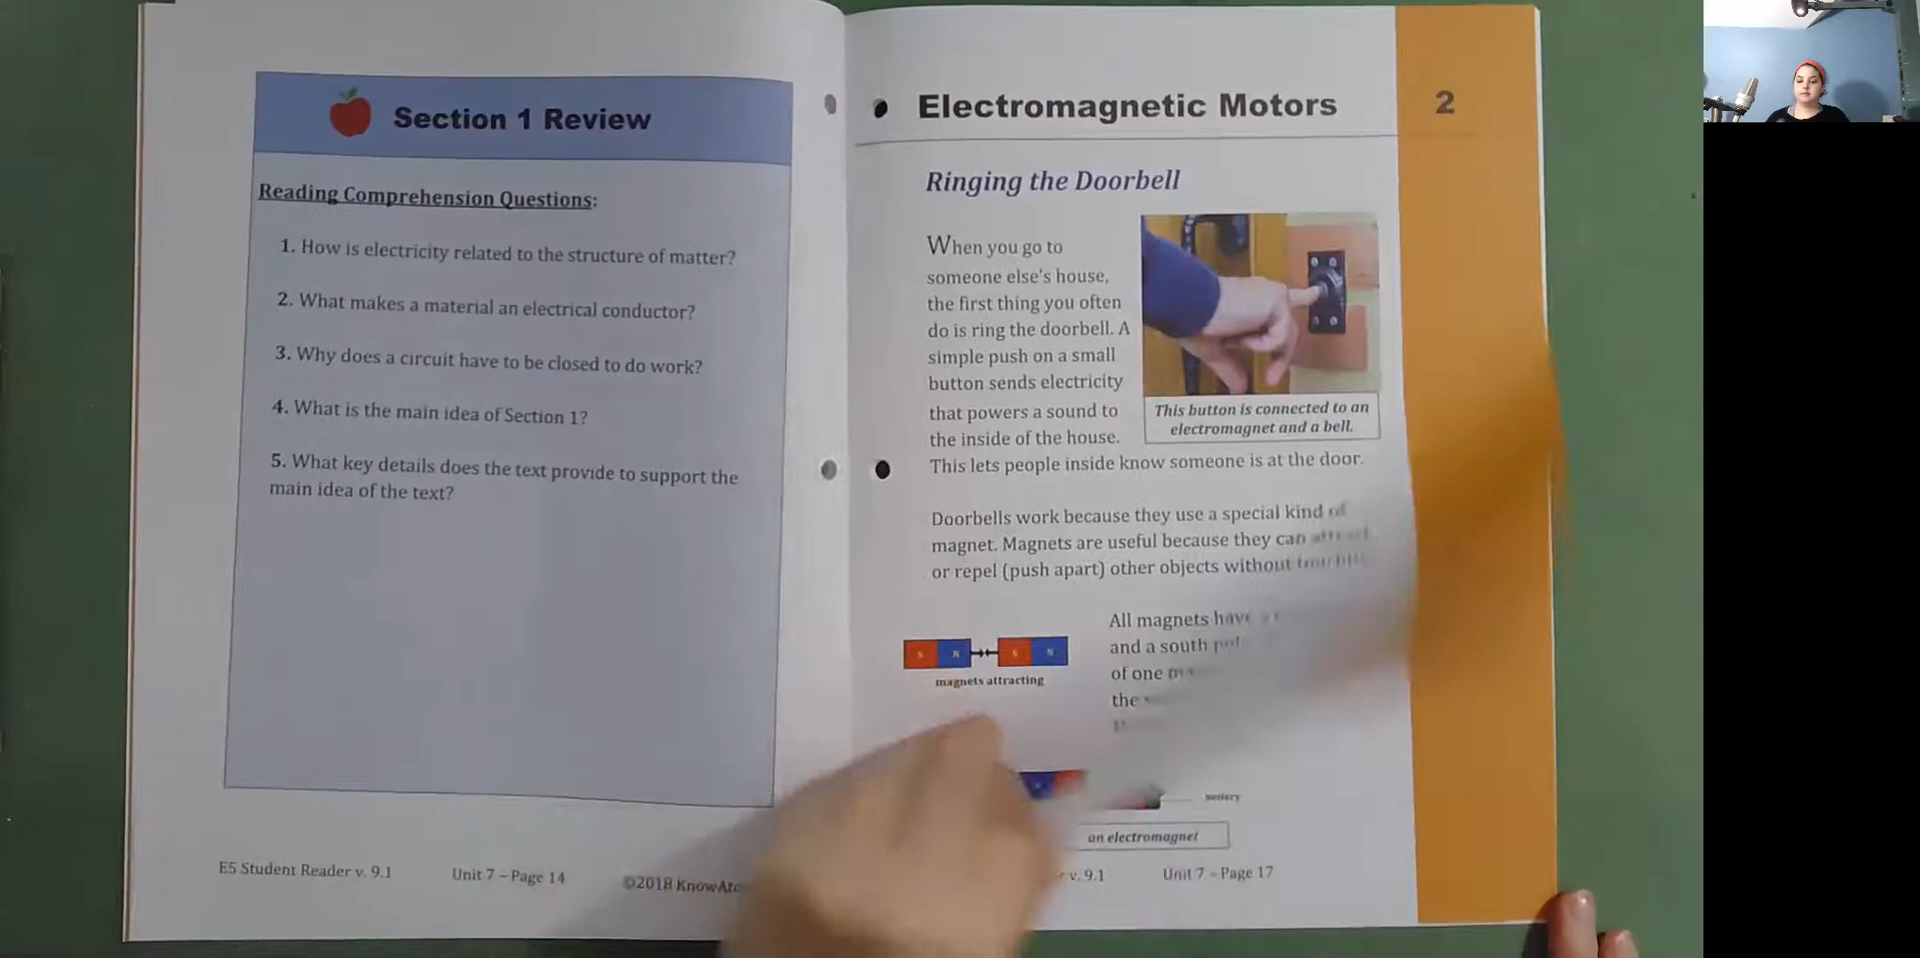 Section 1 Review
Reading Comprehension Questions:
1. How is electricity related to the structure of matter?
2. What makes a material an electrical conductor?
3. Why does a circuit have to be closed to do work?
4. What is the main idea of Section 1?
5. What key details does the text provide to support the
main idea of the text?
E5 Student Reader v. 9.1
Unit 7 – Page 14
©2018
Electromagnetic Motors
2
Ringing the Doorbell
When you go to
someone else's house,
the first thing you often
do is ring the doorbell. A
simple push on a small
button sends electricity
that powers a sound to
the inside of the house.
This lets people inside know someone is at the door.
This button is connected to an
electromagnet and a bell.
Doorbells work because they use a special kind of
magnet. Magnets are useful because they can attract
or repel (push apart) other objects without
S N S N
magnets attracting
All magnets have
and a south
of one
the
battery
an electromagnet
v. 9.1
Unit 7 – Page 17